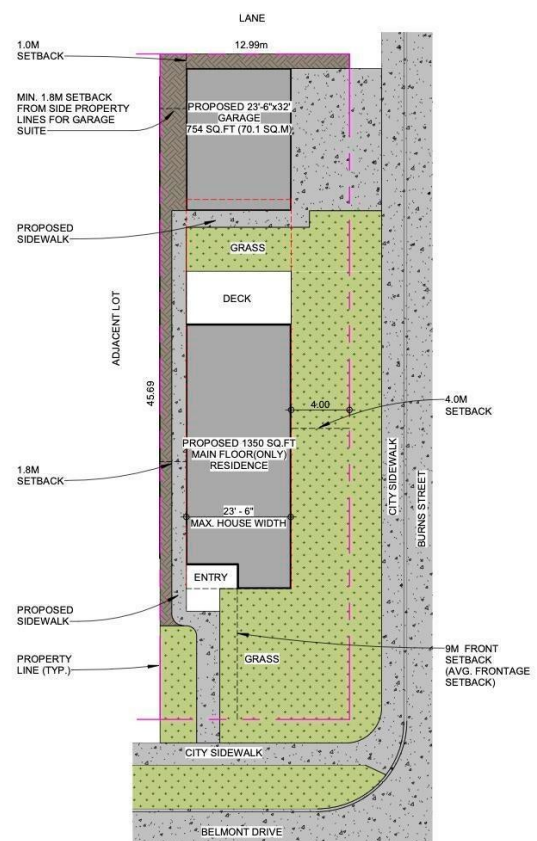 LANE
1.0M
SETBACK
12.99m
MIN. 1.8M SETBACK
FROM SIDE PROPERTY
LINES FOR GARAGE
SUITE
PROPOSED 23'-6"x32'
GARAGE
754 SQ.FT (70.1 SQ.M)
PROPOSED
SIDEWALK
GRASS
DECK
ADJACENT LOT
45.69
4.00
4.0M
SETBACK
CITY SIDEWALK
BURNS STREET
PROPOSED 1350 SQ.FT
MAIN FLOOR(ONLY)
RESIDENCE
1.8M
SETBACK
23' - 6"
MAX. HOUSE WIDTH
ENTRY
PROPOSED
SIDEWALK
PROPERTY
LINE (TYP.)
GRASS
9M FRONT
SETBACK
(AVG. FRONTAGE
SETBACK)
CITY SIDEWALK
BELMONT DRIVE